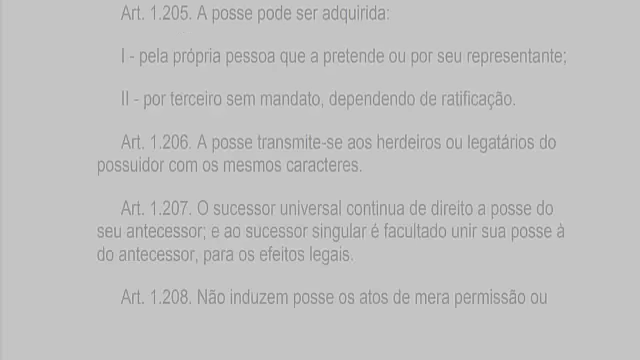 Art. 1.205. A posse pode ser adquirida:
I - pela própria pessoa que a pretende ou por seu representante;
II - por terceiro sem mandato, dependendo de ratificação.
Art. 1.206. A posse transmite-se aos herdeiros ou legatários do
possuidor com os mesmos caracteres.
Art. 1.207. O sucessor universal continua de direito a posse do
seu antecessor; e ao sucessor singular é facultado unir sua posse à
do antecessor, para os efeitos legais.
Art. 1.208. Não induzem posse os atos de mera permissão ou